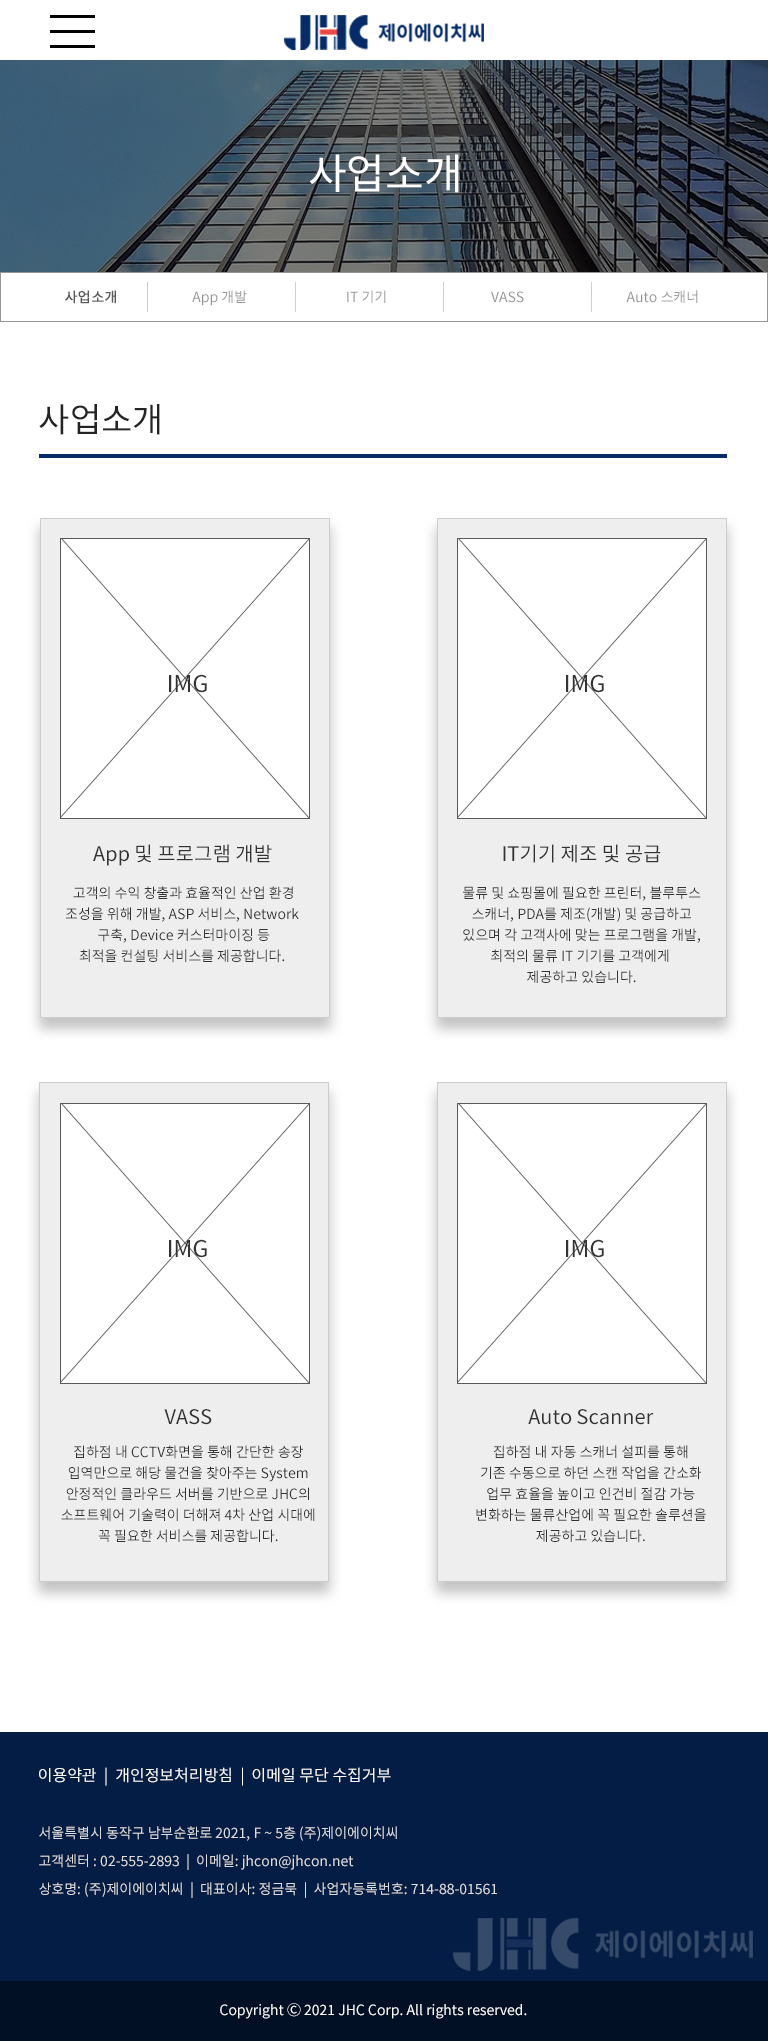 JHC 제이에이치씨
사업소개
사업소개 App 개발 IT 기기 VASS Auto 스캐너
사업소개
IMG
App 및 프로그램 개발
고객의 수익 창출과 효율적인 산업 환경
조성을 위해 개발, ASP 서비스, Network
구축, Device 커스터마이징 등
최적을 컨설팅 서비스를 제공합니다.
IMG
IT기기 제조 및 공급
물류 및 쇼핑몰에 필요한 프린터, 블루투스
스캐너, PDA를 제조(개발) 및 공급하고
있으며 각 고객사에 맞는 프로그램을 개발,
최적의 물류 IT 기기를 고객에게
제공하고 있습니다.
IMG
VASS
집하점 내 CCTV화면을 통해 간단한 송장
입역만으로 해당 물건을 찾아주는 System
안정적인 클라우드 서버를 기반으로 JHC의
소프트웨어 기술력이 더해져 4차 산업 시대에
꼭 필요한 서비스를 제공합니다.
IMG
Auto Scanner
집하점 내 자동 스캐너 설피를 통해
기존 수동으로 하던 스캔 작업을 간소화
업무 효율을 높이고 인건비 절감 가능
변화하는 물류산업에 꼭 필요한 솔루션을
제공하고 있습니다.
이용약관 | 개인정보처리방침 | 이메일 무단 수집거부
서울특별시 동작구 남부순환로 2021, F ~ 5층 (주)제이에이치씨
고객센터 : 02-555-2893 | 이메일: jhcon@jhcon.net
상호명: (주)제이에이치씨 | 대표이사: 정금묵 | 사업자등록번호: 714-88-01561
JHC 제이에이치씨
Copyright Ⓒ 2021 JHC Corp. All rights reserved.